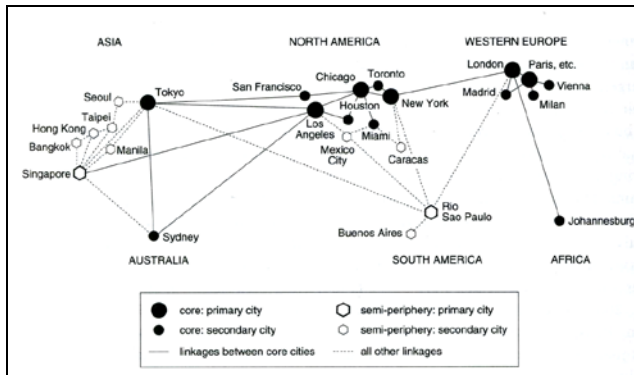 ASIA
NORTH AMERICA
WESTERN EUROPE
London
Paris, etc.
Chicago
Toronto
Tokyo
San Francisco
Seoul
Madrid
Vienna
Milan
New York
Houston
Taipei
Los
Angeles
Hong Kong
Miami
Bangkok
Manila
Mexico
City
Caracas
Singapore
Rio
Sao Paulo
Johannesburg
Sydney
Buenos Aires
AUSTRALIA
SOUTH AMERICA
AFRICA
core: primary city
semi-periphery: primary city
core: secondary city
semi-periphery: secondary city
linkages between core cities
all other linkages